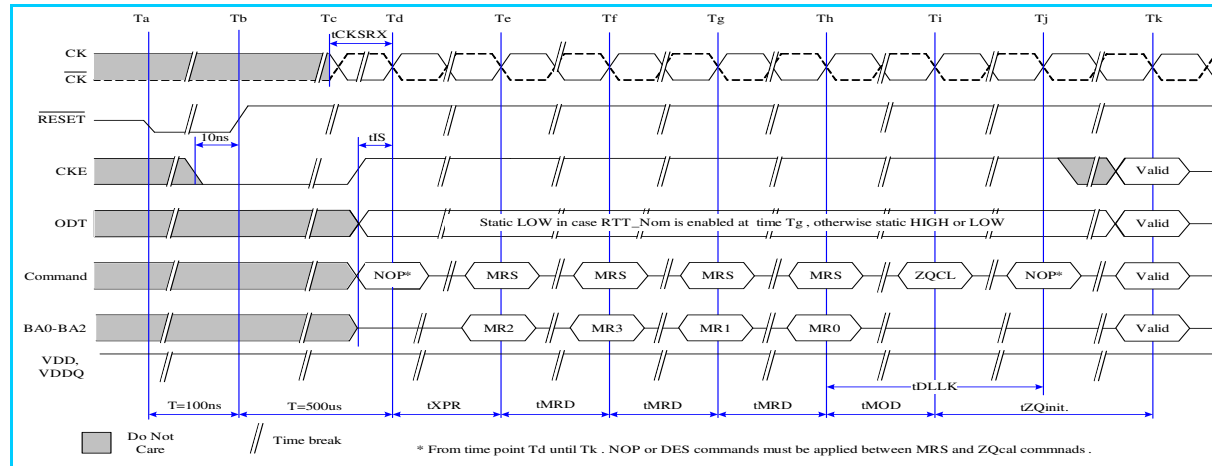 Ta Tb Tc Td Te Tf Tg Th Ti Tj Tk
tCKSRX
CK
CK
RESET
10ns
tIS
CKE
Valid
ODT
Static LOW in case RTT_Nom is enabled at time Tg , otherwise static HIGH or LOW
Valid
Command
NOP* MRS MRS MRS MRS ZQCL NOP* Valid
BA0-BA2
MR2 MR3 MR1 MR0 Valid
VDD,
VDDQ
tDLLK
T=100ns T=500us tXPR tMRD tMRD tMRD tMOD tZQinit.
Do Not
Care
Time break
* From time point Td until Tk . NOP or DES commands must be applied between MRS and ZQcal commnads .